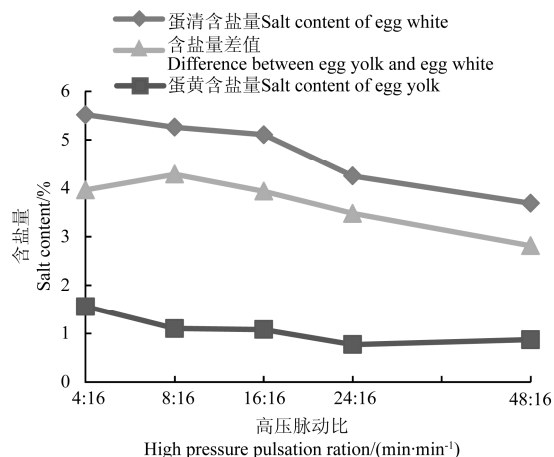 蛋清含盐量Salt content of egg white
含盐量差值
Difference between egg yolk and egg white
蛋黄含盐量Salt content of egg yolk
6
5
4
3
2
1
0
含盐量
Salt content/%
4:16 8:16 16:16 24:16 48:16
高压脉动比
High pressure pulsation ration/(min·min⁻¹)